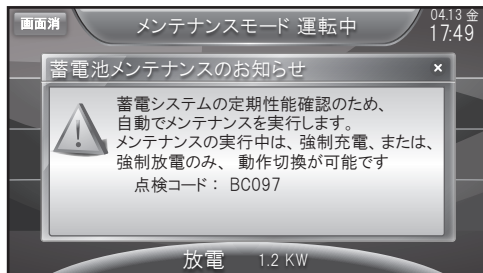 画面消
メンテナンスモード 運転中
04.13 金
17:49
蓄電池メンテナンスのお知らせ
×
蓄電システムの定期性能確認のため、
自動でメンテナンスを実行します。
メンテナンスの実行中は、強制充電、または、
強制放電のみ、動作切換が可能です
点検コード： BC097
放電 1.2 KW